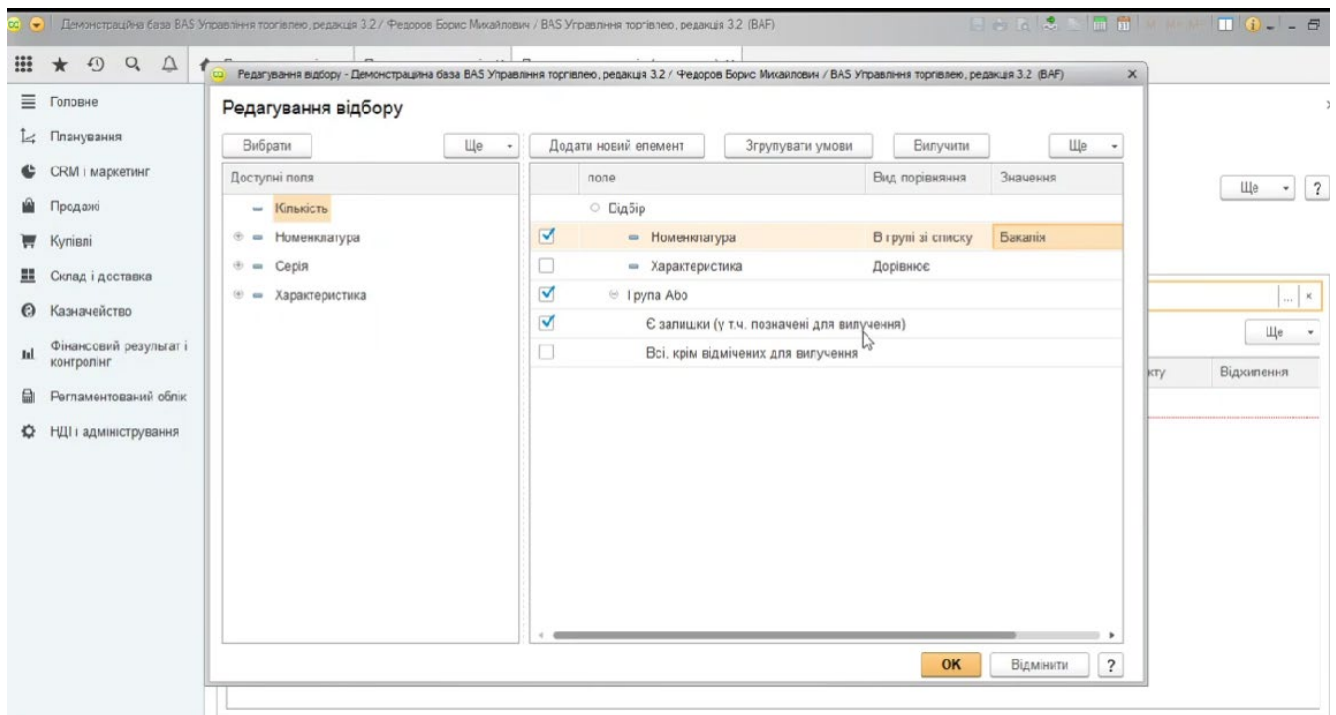 Демонстраційна база BAS Управління торгівлею, редакція 3.2 / Федоров Борис Михайлович / BAS Управління торгівлею, редакція 3.2 (BAF)
Редагування відбору - Демонстраційна база BAS Управління торгівлею, редакція 3.2 / Федоров Борис Михайлович / BAS Управління торгівлею, редакція 3.2 (BAF)
Головне
Планування
CRM і маркетинг
Продажі
Купівлі
Склад і доставка
Казначейство
Фінансовий результат і
контролінг
Регламентований облік
НДІ і адміністрування
Редагування відбору
Вибрати
Ще
Додати новий елемент
Згрупувати умови
Вилучити
Ще
Доступні поля
Кількість
Номенклатура
Серія
Характеристика
поле
Вид порівняння
Значення
Відбір
Номенклатура
В групі зі списку
Бакалія
Характеристика
Дорівнює
Група Або
Є залишки (у т.ч. позначені для вилучення)
Всі, крім відмічених для вилучення
OK
Відмінити
?
Ще
?
Ще
кту
Відхилення